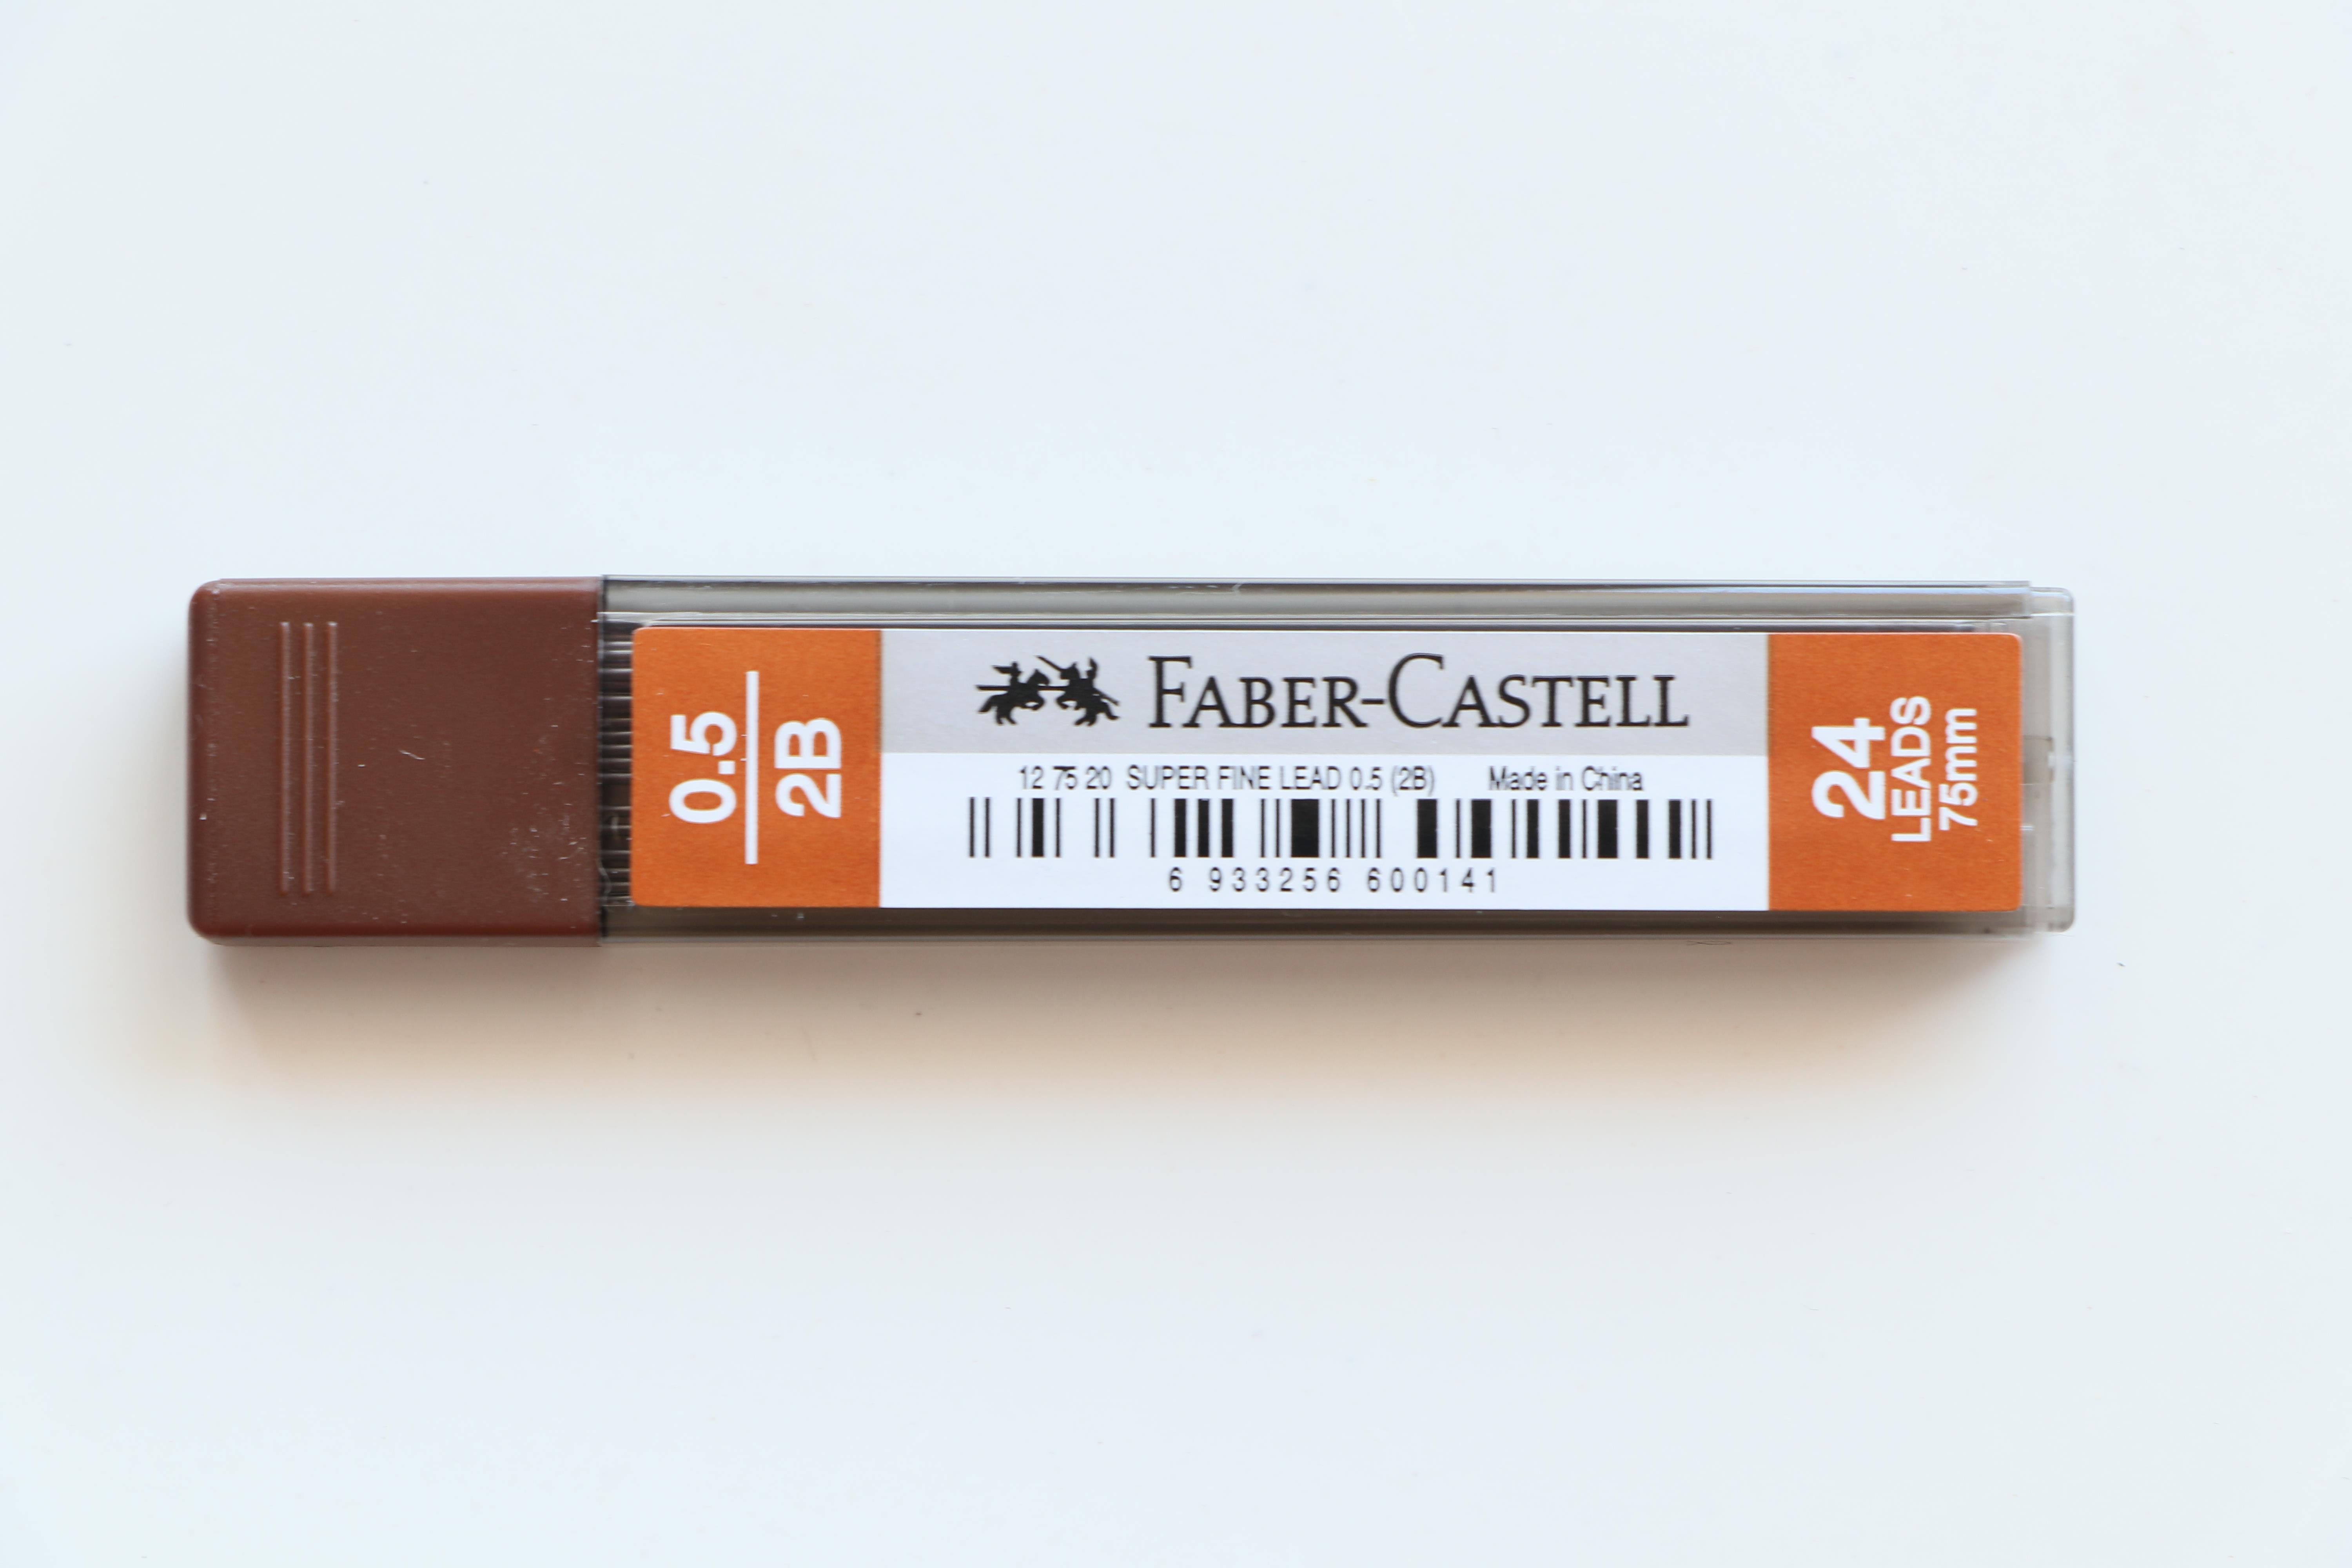 0.5
2B
FABER-CASTELL
12 75 20 SUPER FINE LEAD 0.5 (2B) Made in China
6 933256 600141
24
LEADS
75mm